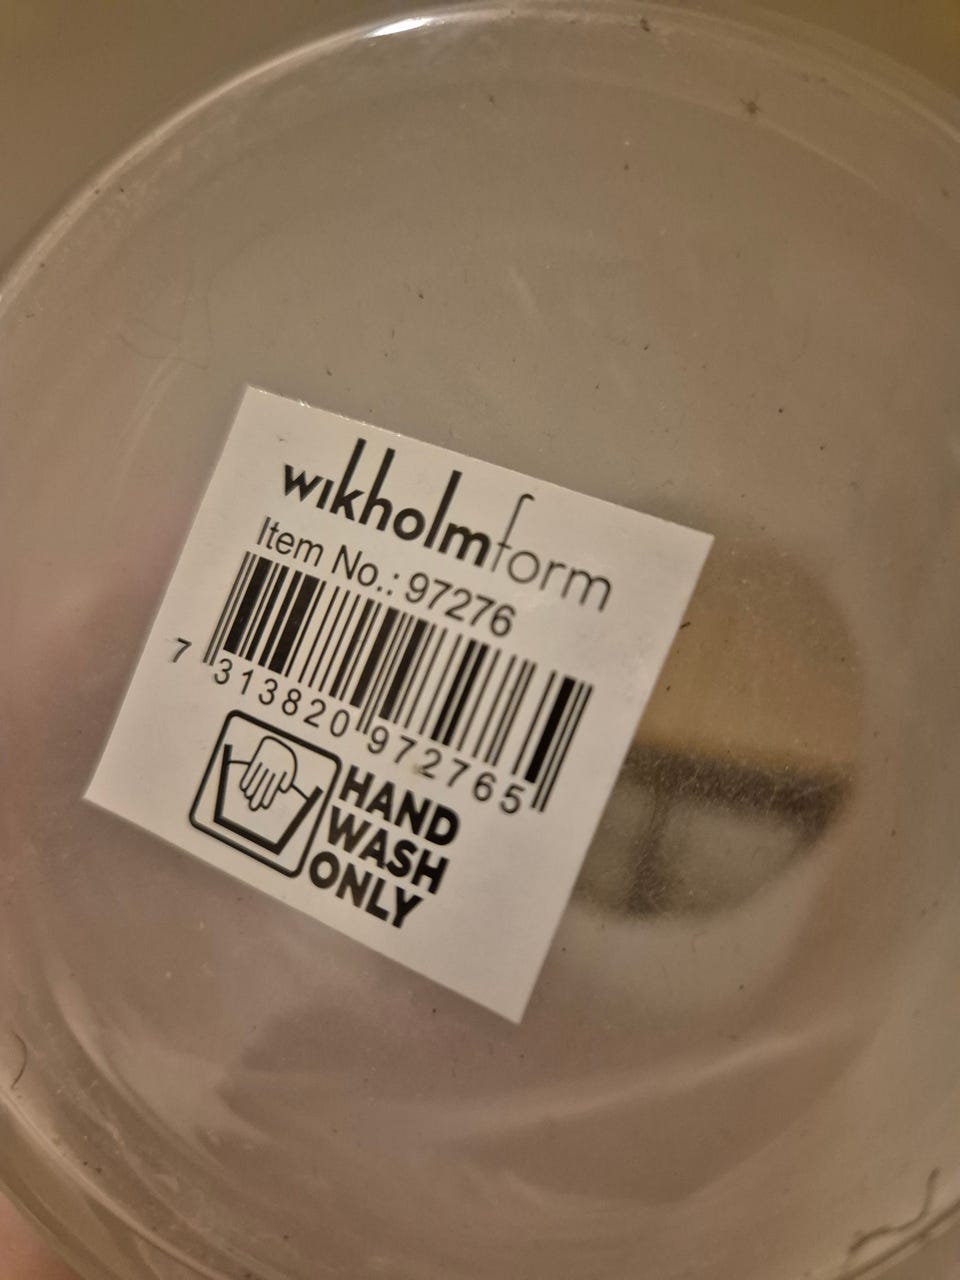 wikholmform
Item No.: 97276
7 313820 972765
HAND
WASH
ONLY